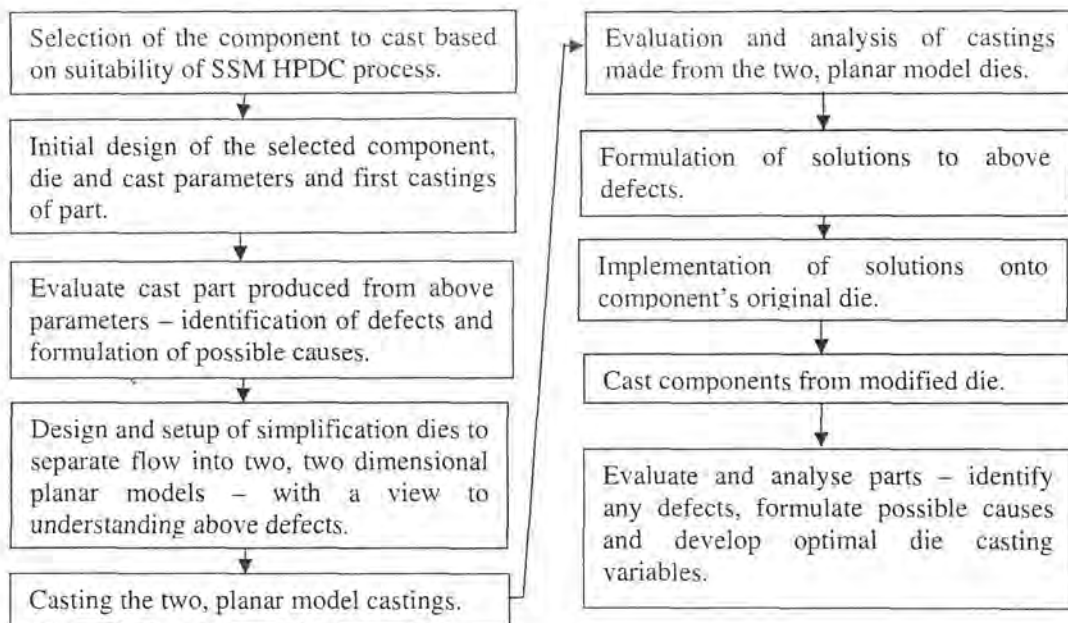 Selection of the component to cast based
on suitability of SSM HPDC process.
Initial design of the selected component,
die and cast parameters and first castings
of part.
Evaluate cast part produced from above
parameters – identification of defects and
formulation of possible causes.
Design and setup of simplification dies to
separate flow into two, two dimensional
planar models – with a view to
understanding above defects.
Casting the two, planar model castings.
Evaluation and analysis of castings
made from the two, planar model dies.
Formulation of solutions to above
defects.
Implementation of solutions onto
component's original die.
Cast components from modified die.
Evaluate and analyse parts – identify
any defects, formulate possible causes
and develop optimal die casting
variables.